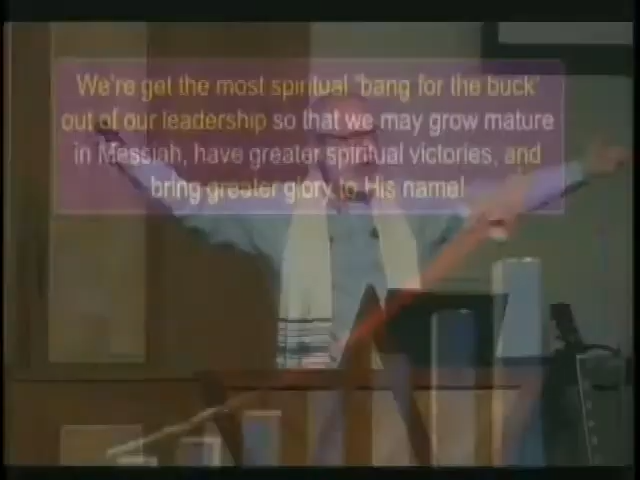 We're get the most spiritual 'bang for the buck'
out of our leadership so that we may grow mature
in Messiah, have greater spiritual victories, and
bring greater glory to His name!